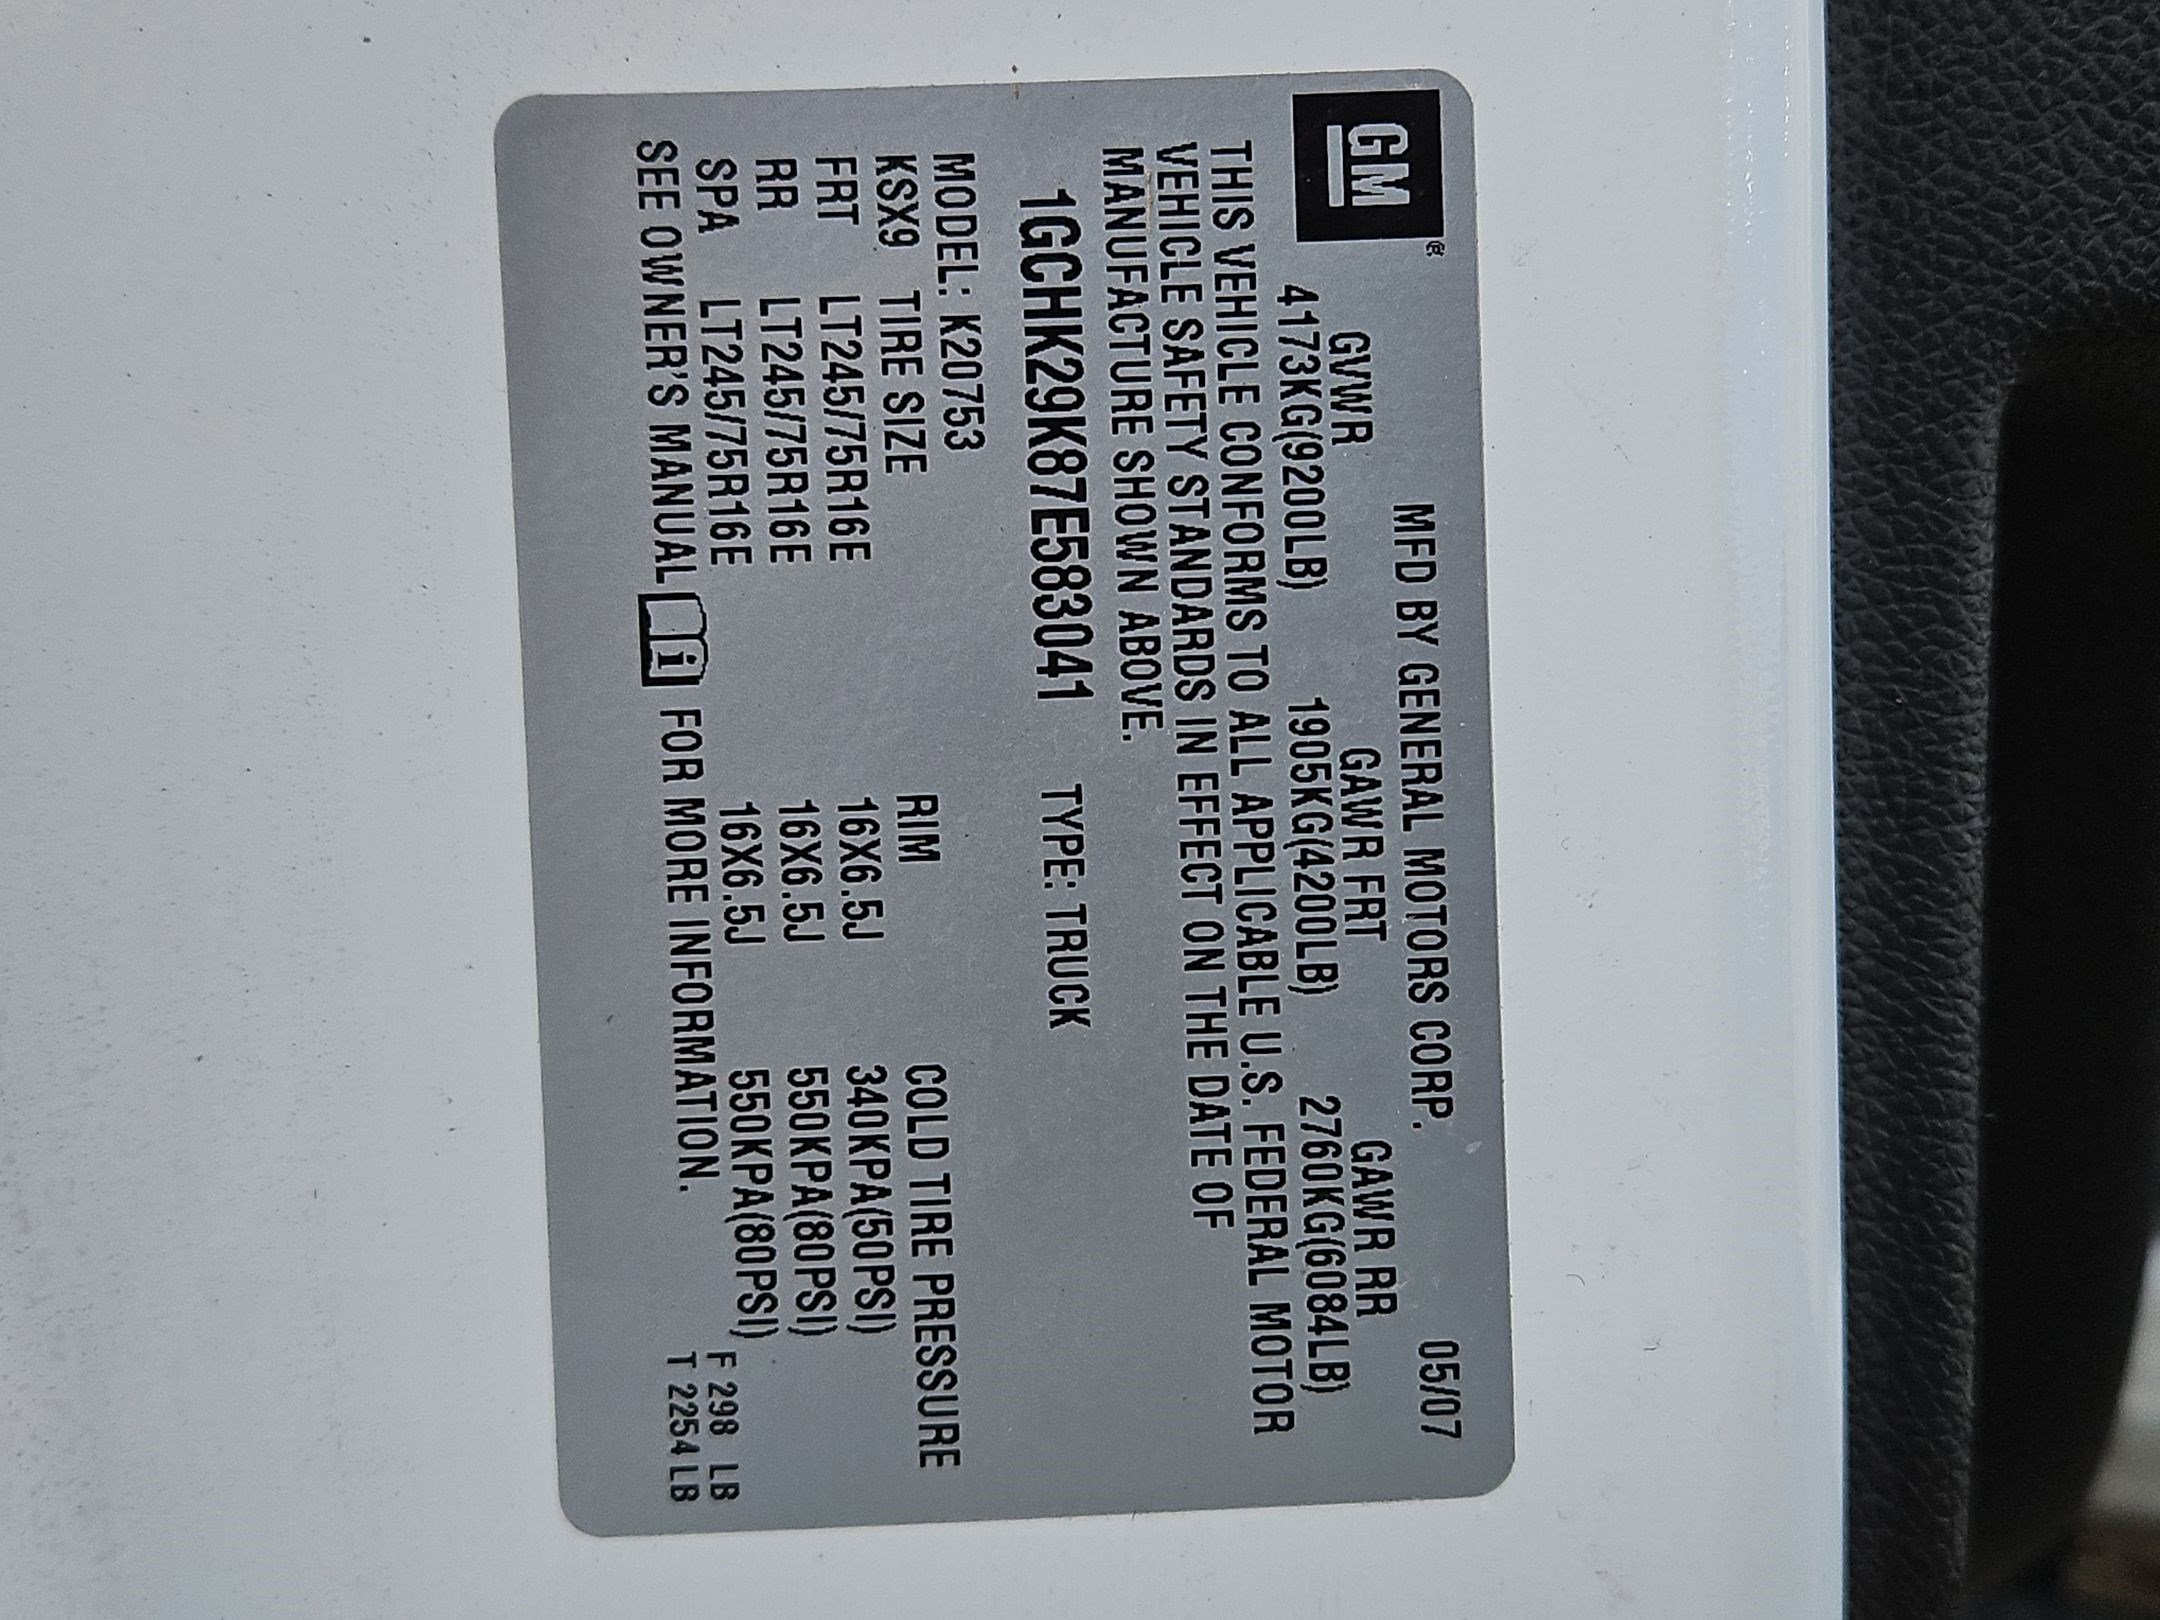 GM®
MFD BY GENERAL MOTORS CORP. 05/07
GVWR GAWR FRT GAWR RR
4173KG(9200LB) 1905KG(4200LB) 2760KG(6084LB)
THIS VEHICLE CONFORMS TO ALL APPLICABLE U.S. FEDERAL MOTOR
VEHICLE SAFETY STANDARDS IN EFFECT ON THE DATE OF
MANUFACTURE SHOWN ABOVE.
1GCHK29K87E583041 TYPE: TRUCK
MODEL: K20753
KSX9 TIRE SIZE RIM COLD TIRE PRESSURE
FRT LT245/75R16E 16X6.5J 340KPA(50PSI)
RR LT245/75R16E 16X6.5J 550KPA(80PSI)
SPA LT245/75R16E 16X6.5J 550KPA(80PSI)
SEE OWNER'S MANUAL i FOR MORE INFORMATION.
F 298 LB
T 2254 LB